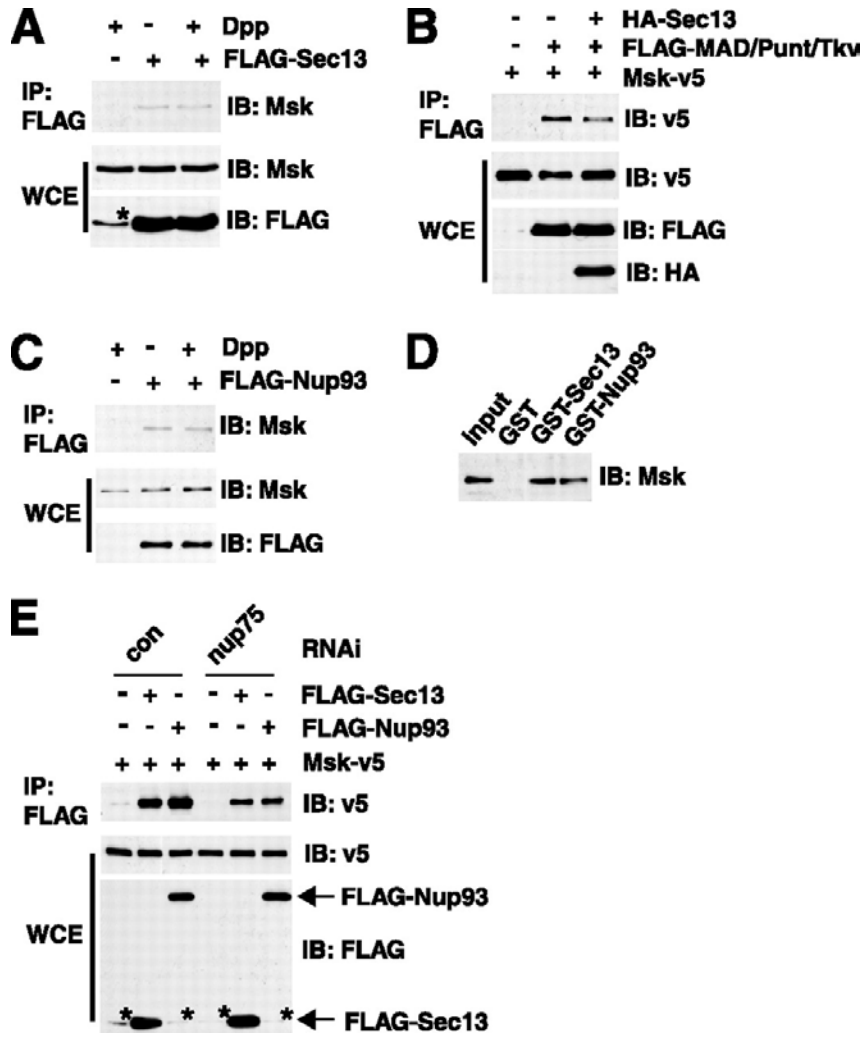 A
+ - + Dpp
- + + FLAG-Sec13
IP: FLAG
IB: Msk
WCE
IB: Msk
*
IB: FLAG
B
- - + HA-Sec13
- + + FLAG-MAD/Punt/Tkv
+ + + Msk-v5
IP: FLAG
IB: v5
WCE
IB: v5
IB: FLAG
IB: HA
C
+ - + Dpp
- + + FLAG-Nup93
IP: FLAG
IB: Msk
WCE
IB: Msk
IB: FLAG
D
Input GST GST-Sec13 GST-Nup93
IB: Msk
E
con nup75 RNAi
- + - - + - FLAG-Sec13
- - + - - + FLAG-Nup93
+ + + + + + Msk-v5
IP: FLAG
IB: v5
WCE
IB: v5
FLAG-Nup93
IB: FLAG
* * * *
FLAG-Sec13